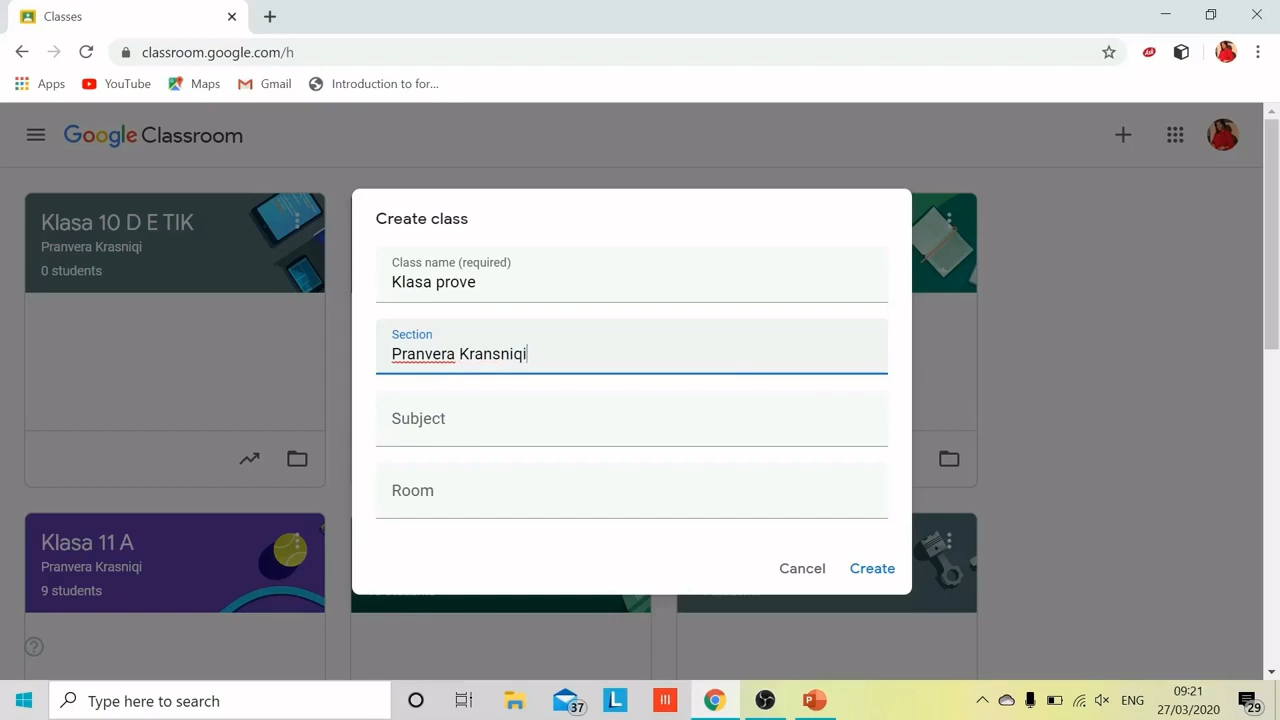 Classes
classroom.google.com/h
Apps
YouTube
Maps
Gmail
Introduction to for...
Google Classroom
Klasa 10 D E TIK
Pranvera Krasniqi
0 students
Create class
Class name (required)
Klasa prove
Section
Pranvera Kransniqi
Subject
Room
Cancel
Create
Klasa 11 A
Pranvera Krasniqi
9 students
Type here to search
37
L
ENG
09:21
27/03/2020
29